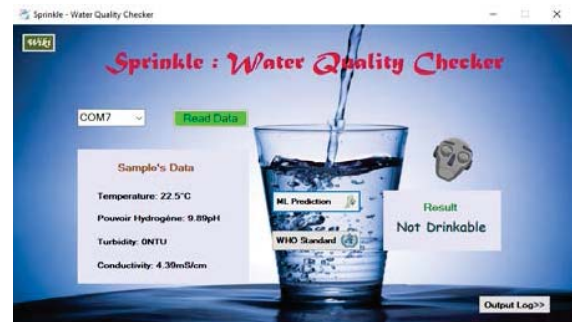 Sprinkle - Water Quality Checker
Wiki
Sprinkle : Water Quality Checker
COM7
Read Data
Sample's Data
Temperature: 22.5°C
Pouvoir Hydrogène: 9.89pH
Turbidity: 0NTU
Conductivity: 4.39mS/cm
ML Prediction
WHO Standard
Result
Not Drinkable
Output Log>>